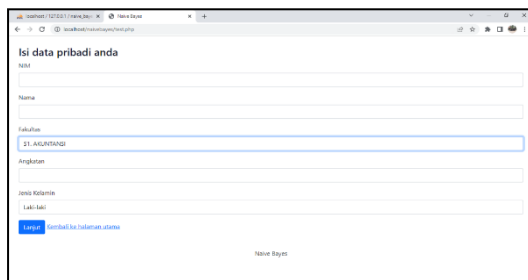 localhost / 127.0.0.1 / naive_bay
Naive Bayes
localhost/naivebayes/test.php
Isi data pribadi anda
NIM
Nama
Fakultas
S1. AKUNTANSI
Angkatan
Jenis Kelamin
Laki-laki
Lanjut Kembali ke halaman utama
Naive Bayes